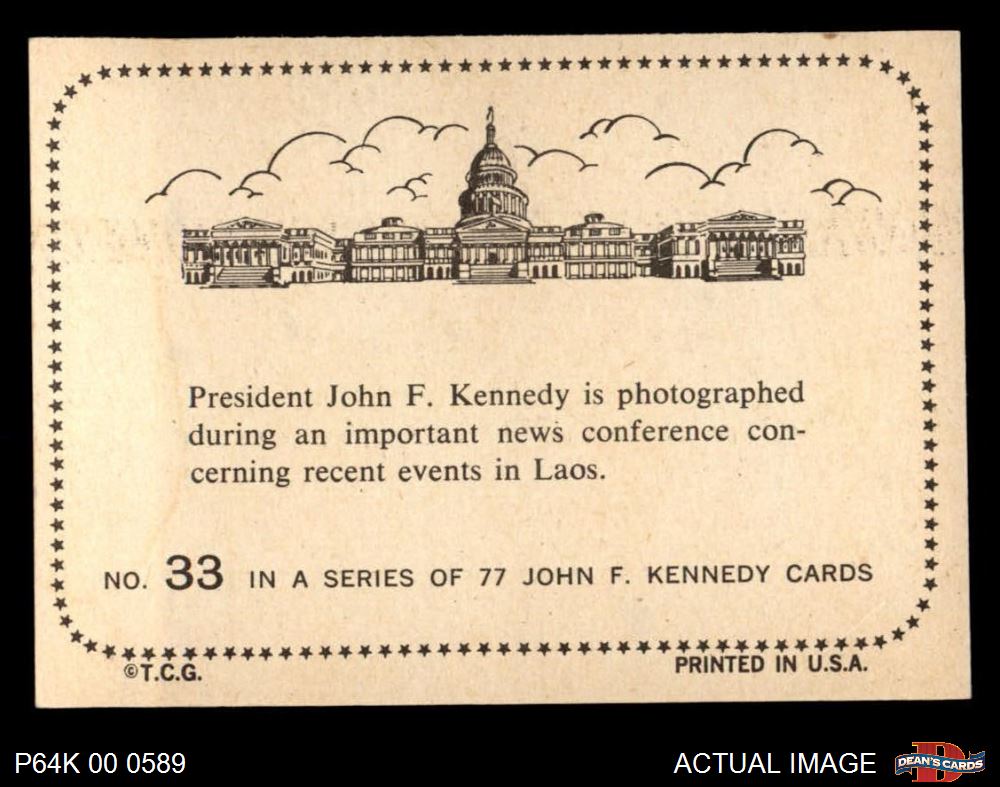 President John F. Kennedy is photographed
during an important news conference con-
cerning recent events in Laos.
NO. 33 IN A SERIES OF 77 JOHN F. KENNEDY CARDS
©T.C.G.
PRINTED IN U.S.A.
P64K 00 0589
ACTUAL IMAGE
D
DEAN'S CARDS